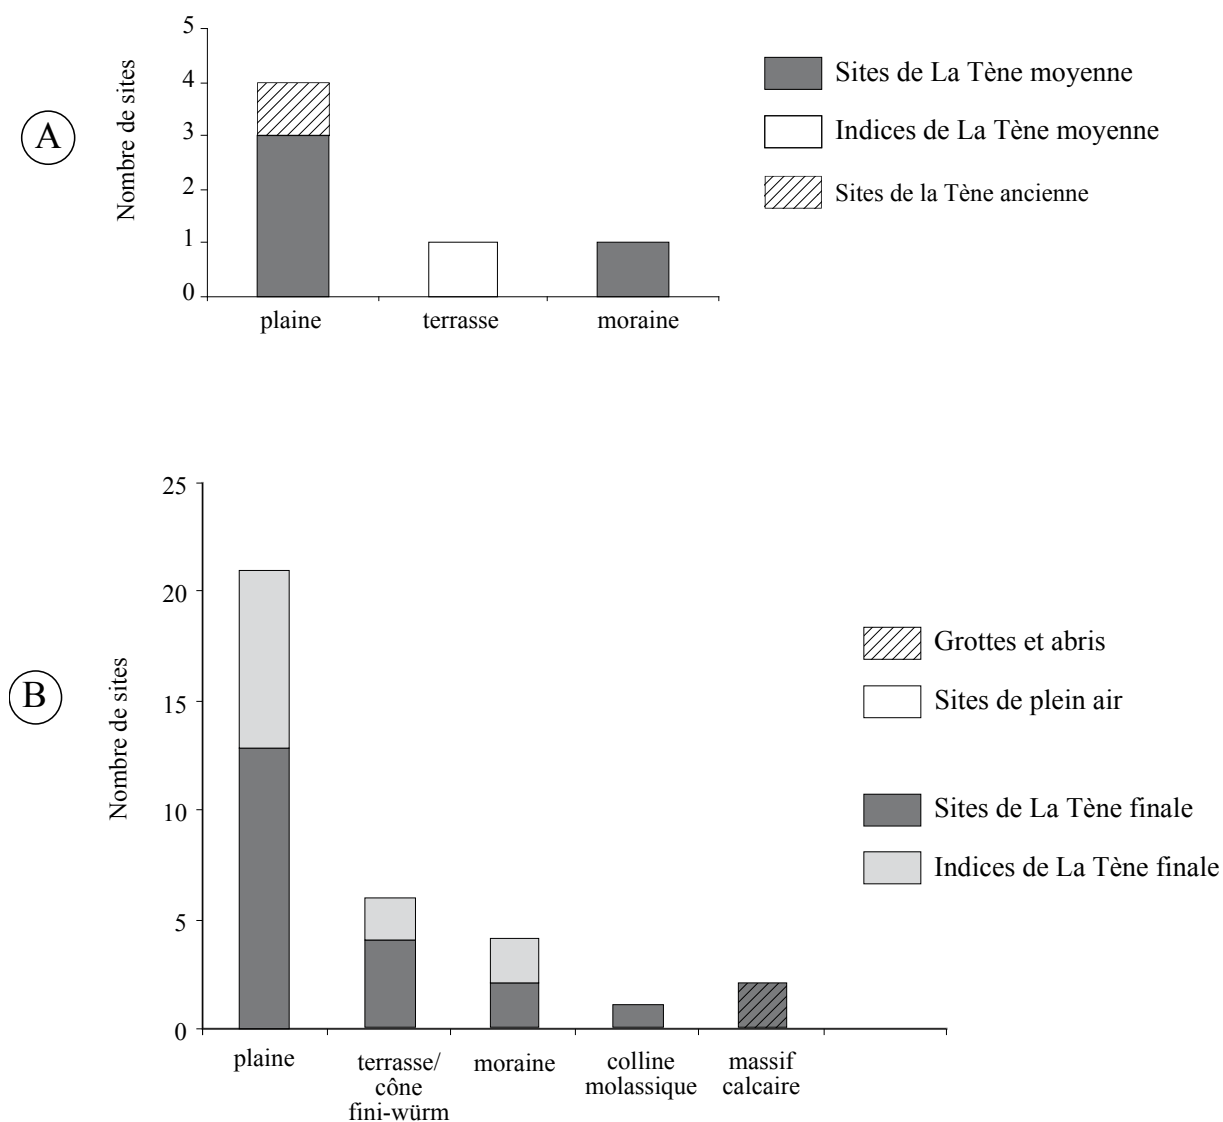 A
Nombre de sites
5
4
3
2
1
0
plaine
terrasse
moraine
Sites de La Tène moyenne
Indices de La Tène moyenne
Sites de la Tène ancienne
B
Nombre de sites
25
20
15
10
5
0
plaine
terrasse/
cône
fini-würm
moraine
colline
molassique
massif
calcaire
Grottes et abris
Sites de plein air
Sites de La Tène finale
Indices de La Tène finale